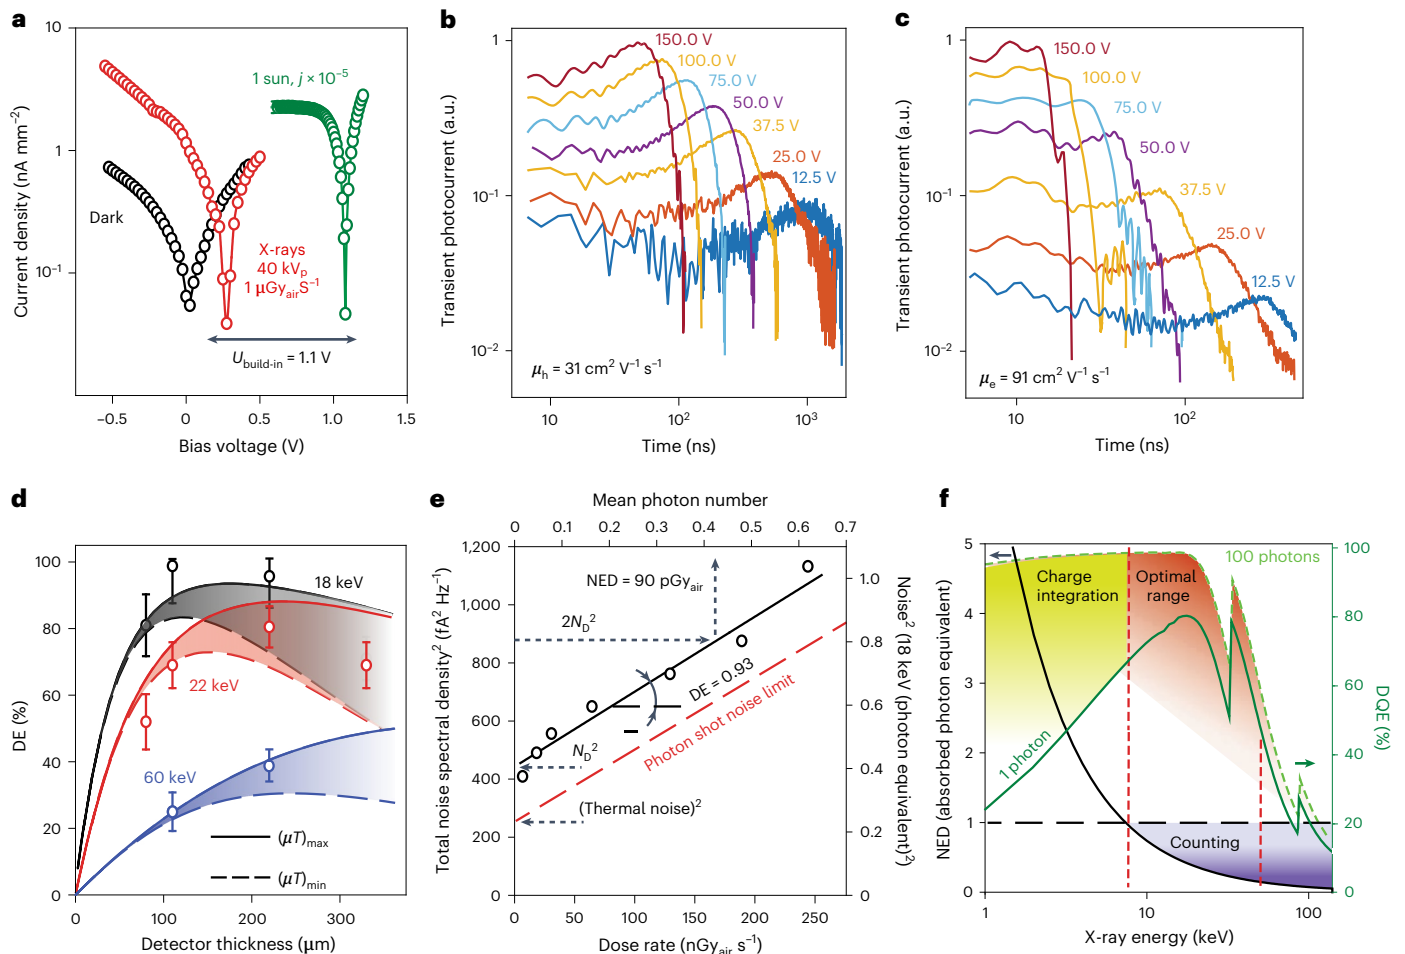 a
10
1
10⁻¹
Current density (nA mm⁻²)
1 sun, j × 10⁻⁵
Dark
X-rays
40 kVₚ
1 μGy_air S⁻¹
U_build-in = 1.1 V
−0.5
0
0.5
1.0
1.5
Bias voltage (V)
b
1
10⁻¹
10⁻²
Transient photocurrent (a.u.)
150.0 V
100.0 V
75.0 V
50.0 V
37.5 V
25.0 V
12.5 V
μ_h = 31 cm² V⁻¹ s⁻¹
10
10²
10³
Time (ns)
c
1
10⁻¹
10⁻²
Transient photocurrent (a.u.)
150.0 V
100.0 V
75.0 V
50.0 V
37.5 V
25.0 V
12.5 V
μ_e = 91 cm² V⁻¹ s⁻¹
10
10²
Time (ns)
d
100
80
60
40
20
0
DE (%)
18 keV
22 keV
60 keV
(μT)_max
(μT)_min
0
100
200
300
Detector thickness (μm)
e
Mean photon number
0
0.1
0.2
0.3
0.4
0.5
0.6
0.7
1,200
1,000
800
600
400
200
0
Total noise spectral density² (fA² Hz⁻¹)
NED = 90 pGy_air
2N_D²
DE = 0.93
N_D²
Photon shot noise limit
(Thermal noise)²
1.0
0.8
0.6
0.4
0.2
0
Noise² (18 keV (photon equivalent)²)
0
50
100
150
200
250
Dose rate (nGy_air s⁻¹)
f
5
4
3
2
1
0
NED (absorbed photon equivalent)
Charge
integration
Optimal
range
100 photons
1 photon
Counting
100
80
60
40
20
0
DQE (%)
1
10
100
X-ray energy (keV)